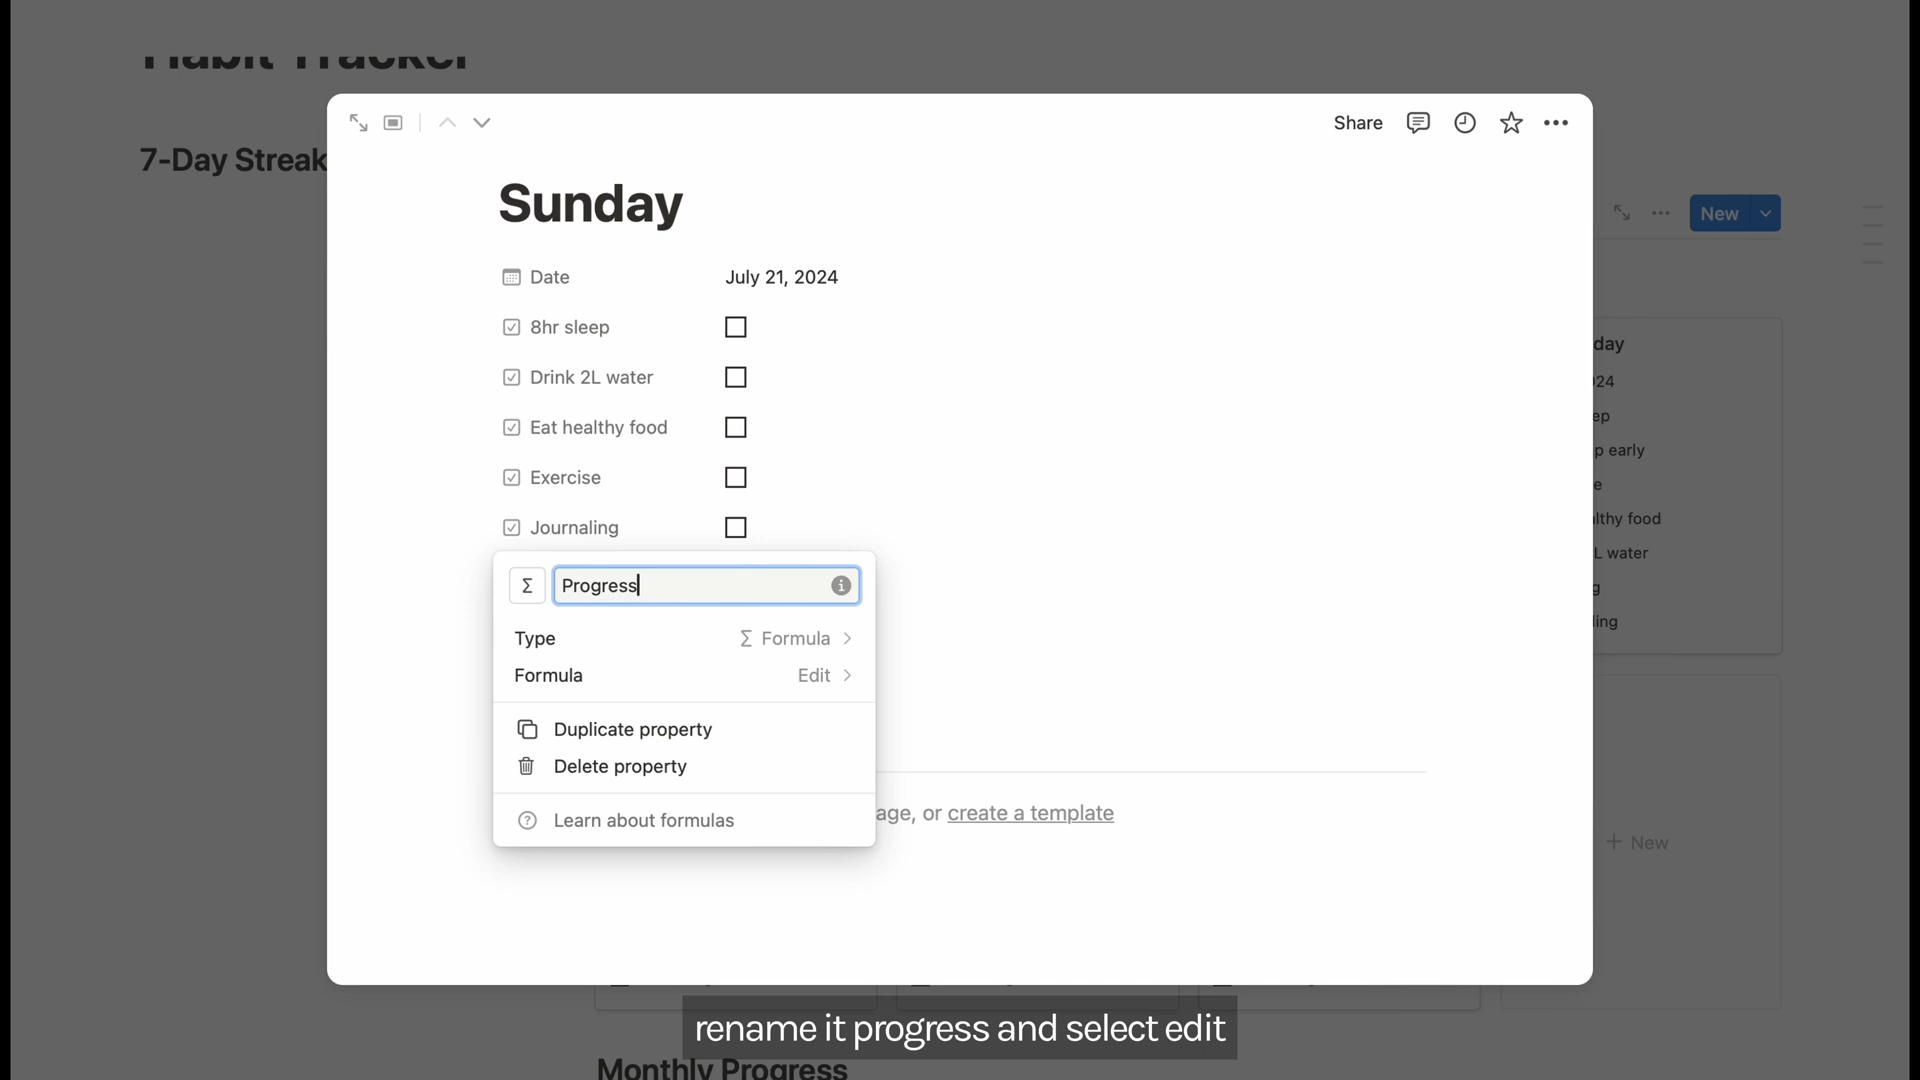 Habit Tracker
7-Day Streak
Share
New
Sunday
Date July 21, 2024
8hr sleep
Drink 2L water
Eat healthy food
Exercise
Journaling
Progress
Type Σ Formula
Formula Edit
Duplicate property
Delete property
Learn about formulas
age, or create a template
day
24
ep
p early
e
lthy food
L water
g
ling
+ New
rename it progress and select edit
Monthly Progress